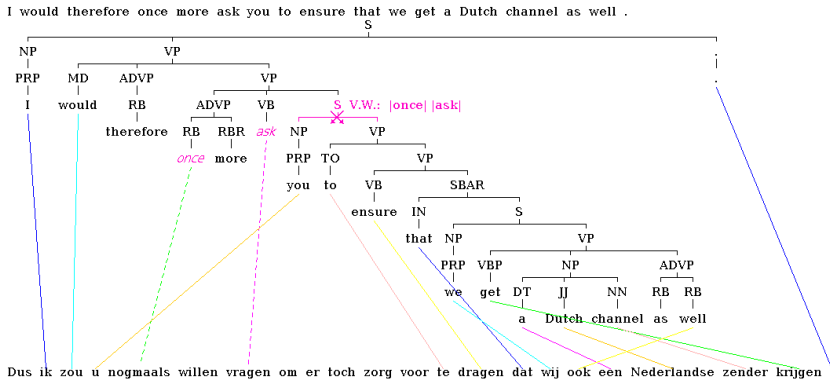 I would therefore once more ask you to ensure that we get a Dutch channel as well .
S
NP VP .
PRP MD ADVP VP .
I would RB ADVP VB S V.W.: |once| |ask|
therefore RB RBR ask NP VP
once more PRP TO VP
you to VB SBAR
ensure IN S
that NP VP
PRP VBP NP ADVP
we get DT JJ NN RB RB
a Dutch channel as well
Dus ik zou u nogmaals willen vragen om er toch zorg voor te dragen dat wij ook een Nederlandse zender krijgen